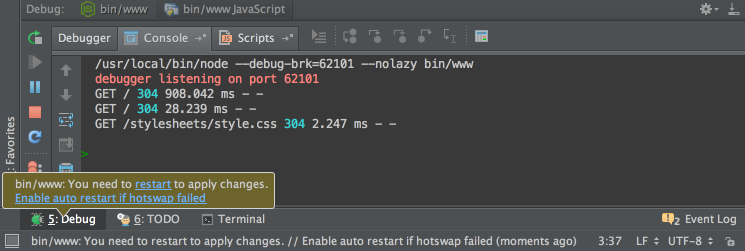 Debug: bin/www bin/www JavaScript
Debugger Console Scripts
/usr/local/bin/node --debug-brk=62101 --nolazy bin/www
debugger listening on port 62101
GET / 304 908.042 ms - -
GET / 304 28.239 ms - -
GET /stylesheets/style.css 304 2.247 ms - -
>
Favorites
bin/www: You need to restart to apply changes.
Enable auto restart if hotswap failed
5: Debug 6: TODO Terminal 2 Event Log
bin/www: You need to restart to apply changes. // Enable auto restart if hotswap failed (moments ago) 3:37 LF UTF-8